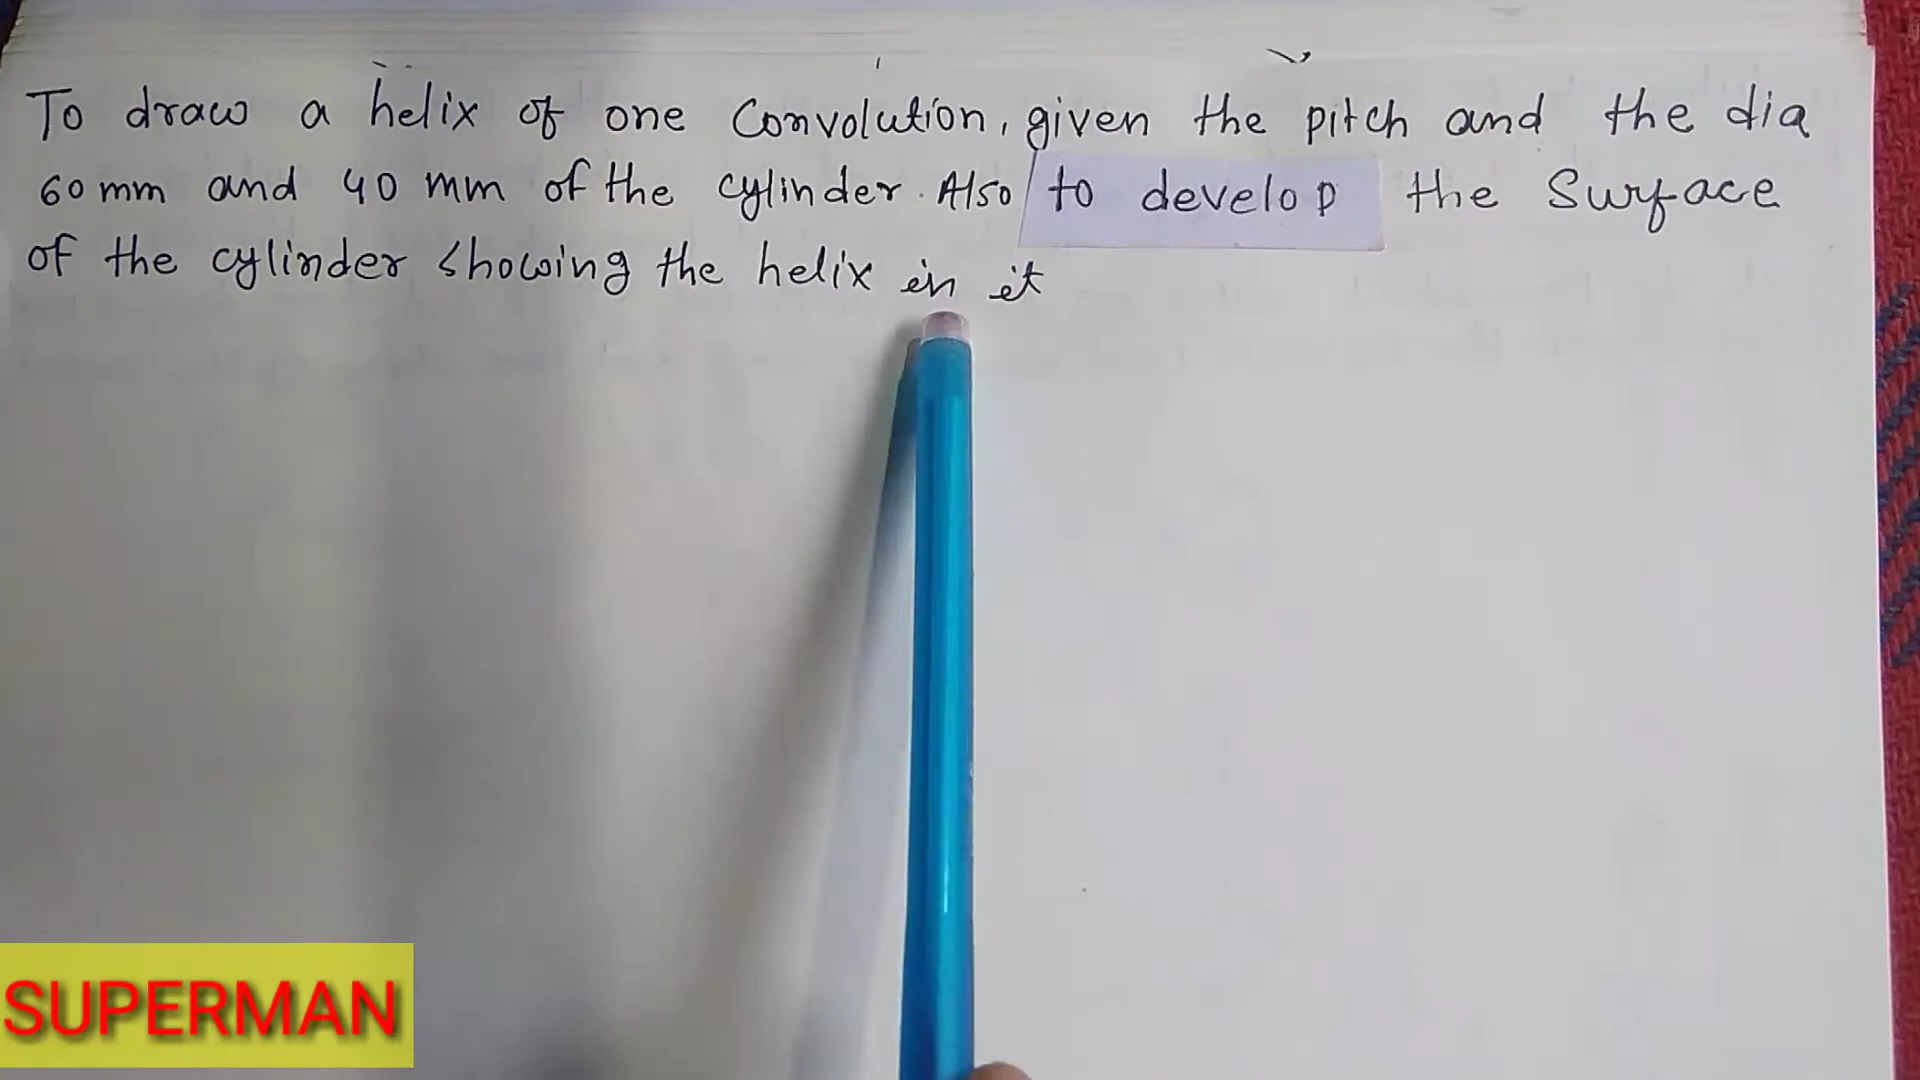 To draw a helix of one Convolution, given the pitch and the dia
60 mm and 40 mm of the cylinder. Also to develop the Surface
of the cylinder showing the helix in it
SUPERMAN